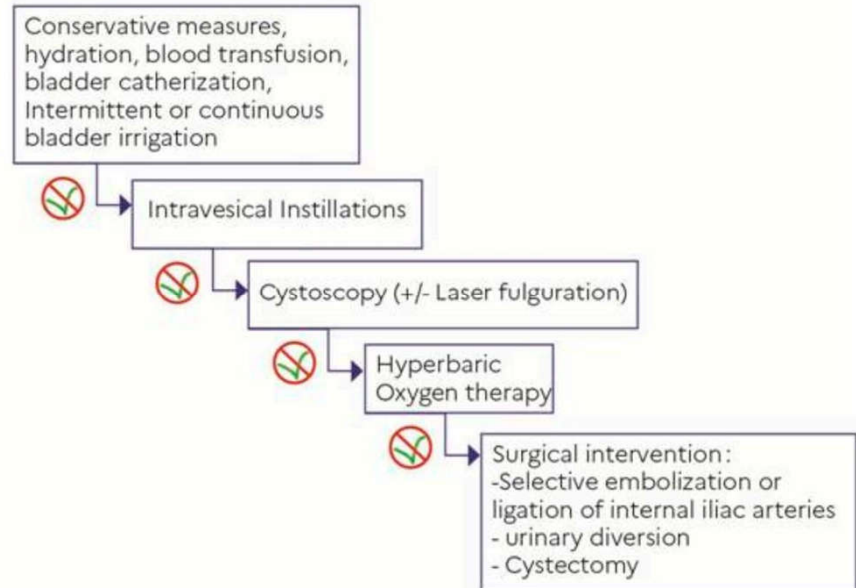 Conservative measures,
hydration, blood transfusion,
bladder catherization,
Intermittent or continuous
bladder irrigation
Intravesical Instillations
Cystoscopy (+/- Laser fulguration)
Hyperbaric
Oxygen therapy
Surgical intervention:
-Selective embolization or
ligation of internal iliac arteries
- urinary diversion
- Cystectomy